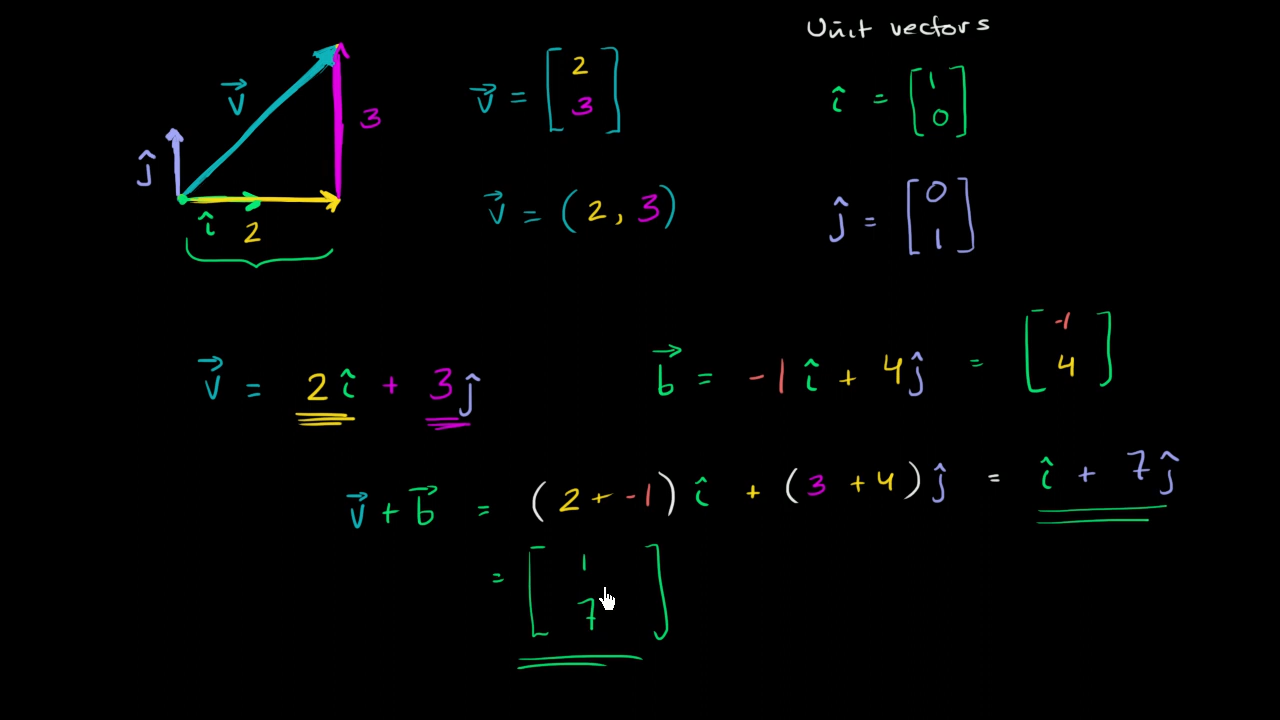 Unit vectors
v⃗ = [2 3]
î = [1 0]
v⃗
3
ĵ
î
2
v⃗ = (2, 3)
ĵ = [0 1]
v⃗ = 2î + 3ĵ
b⃗ = -1î + 4ĵ = [-1 4]
v⃗ + b⃗ = (2 + -1)î + (3 + 4)ĵ = î + 7ĵ
= [1 7]